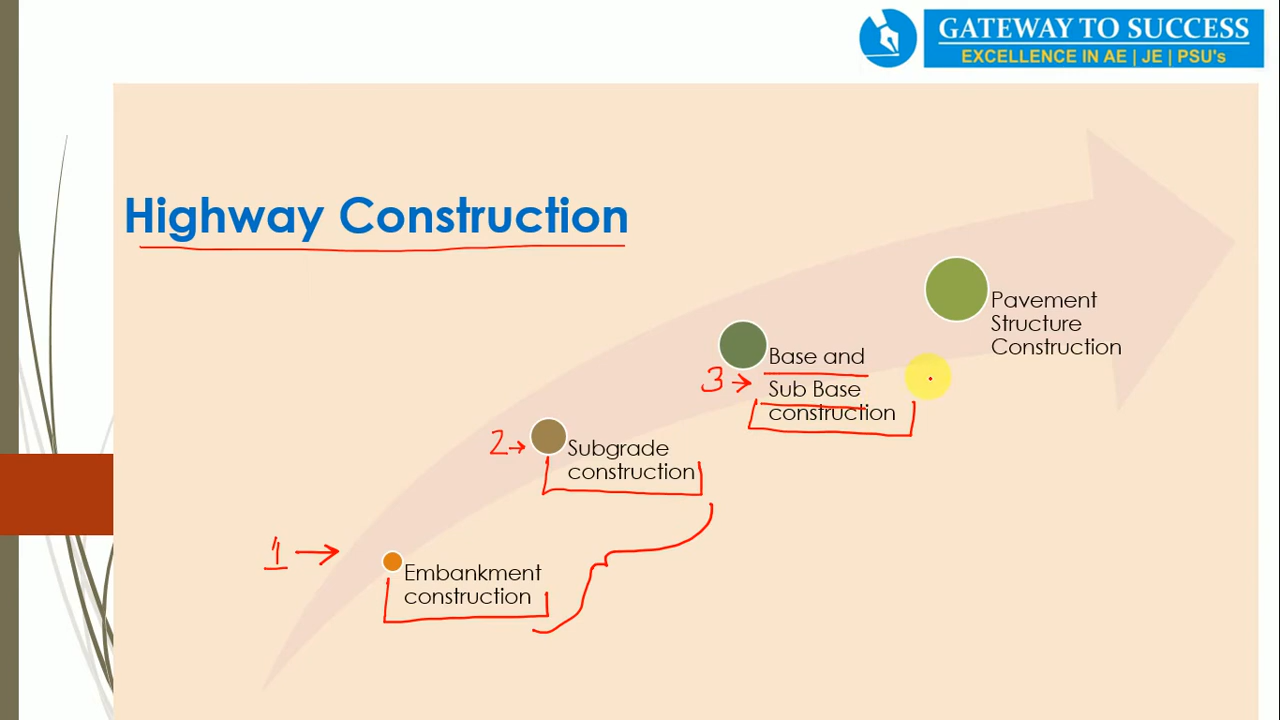 GATEWAY TO SUCCESS
EXCELLENCE IN AE | JE | PSU's
Highway Construction
Pavement
Structure
Construction
Base and
3 → Sub Base
construction
2 → Subgrade
construction
1 →
Embankment
construction